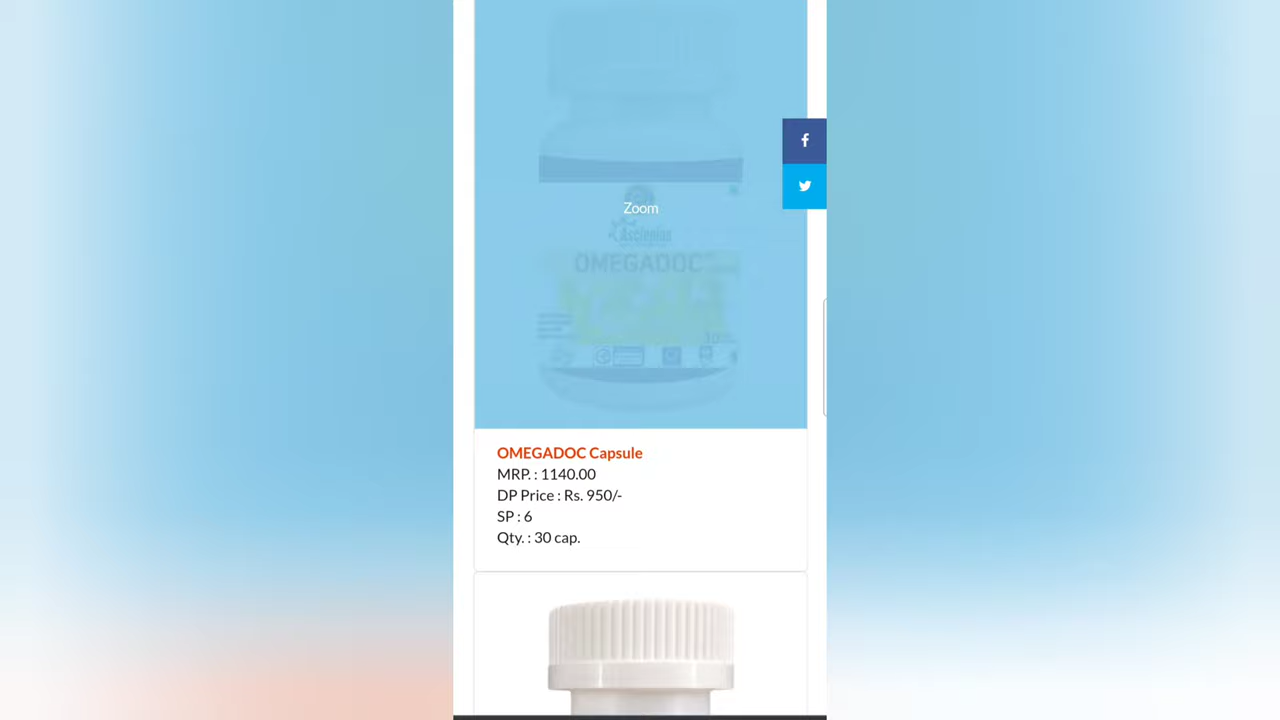 Zoom
Asclepius
OMEGADOC
OMEGADOC Capsule
MRP. : 1140.00
DP Price : Rs. 950/-
SP : 6
Qty. : 30 cap.